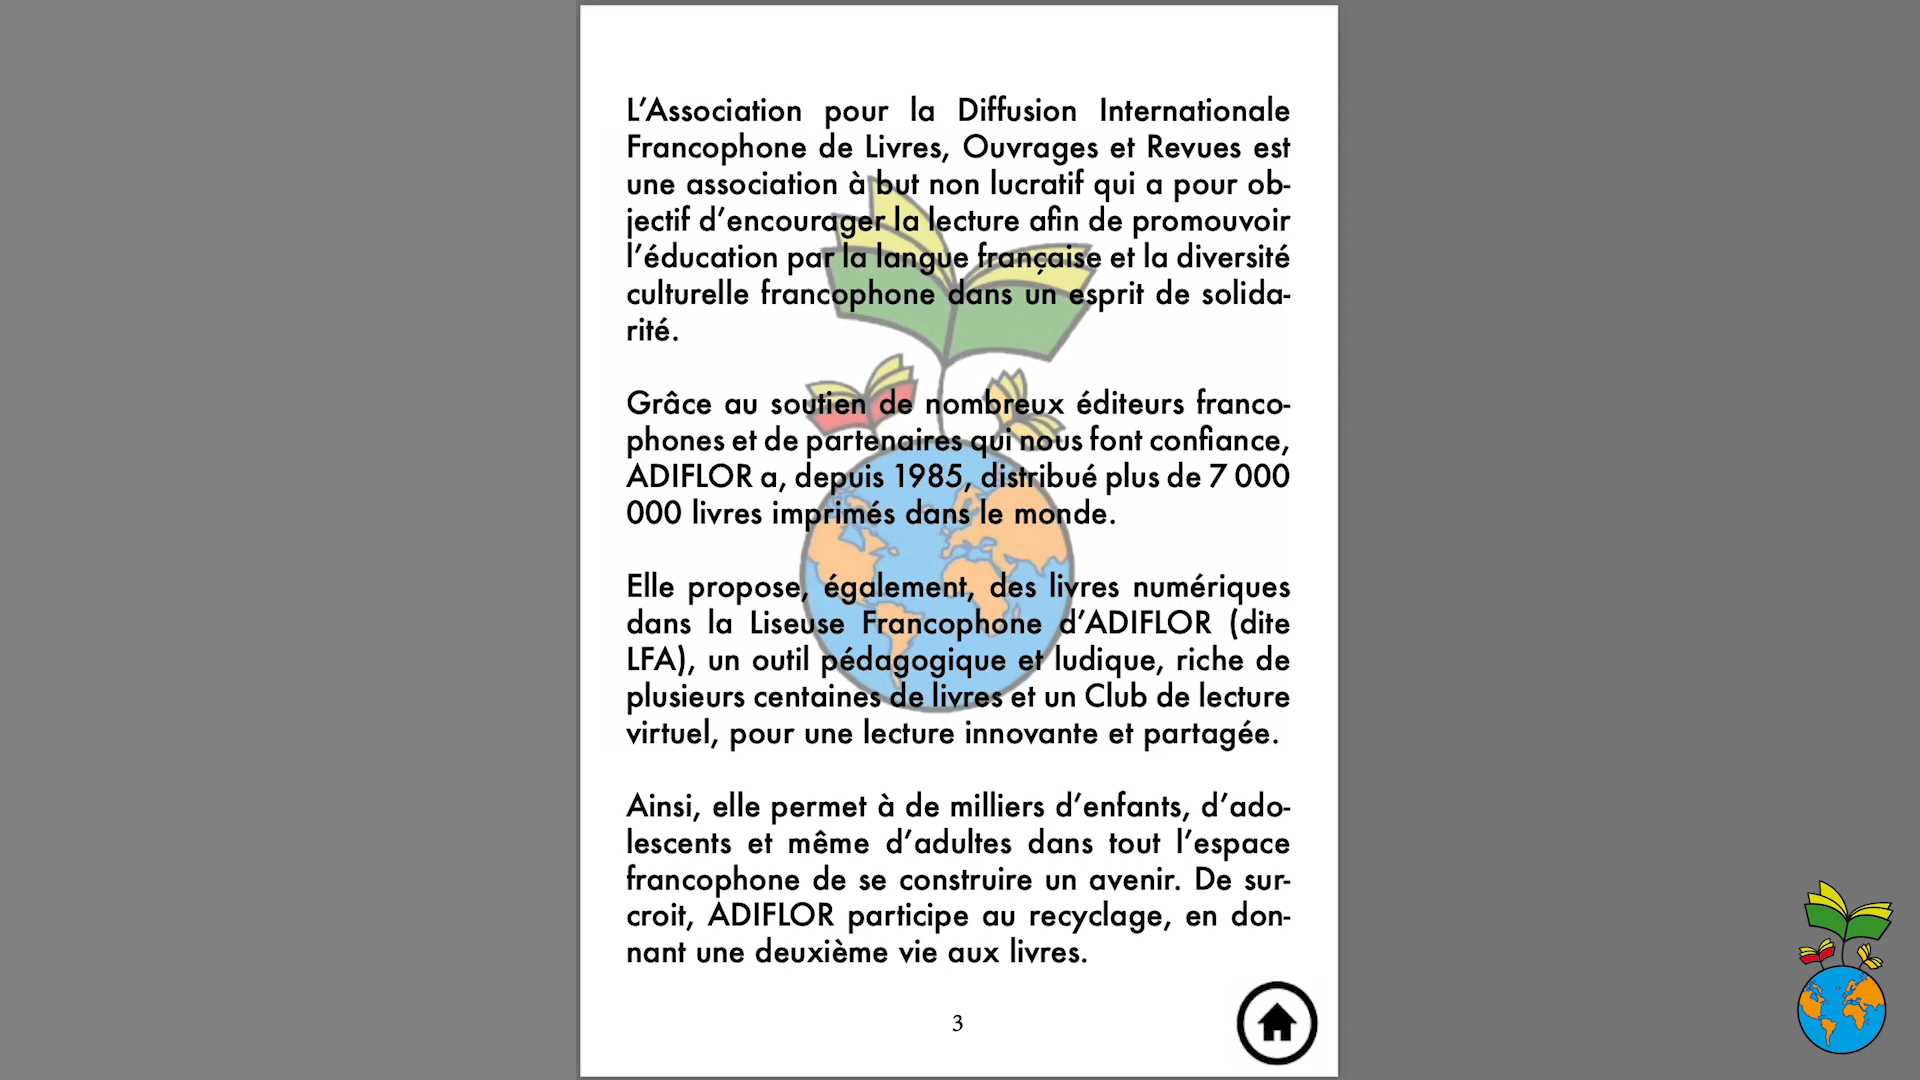 L’Association pour la Diffusion Internationale
Francophone de Livres, Ouvrages et Revues est
une association à but non lucratif qui a pour ob-
jectif d’encourager la lecture afin de promouvoir
l’éducation par la langue française et la diversité
culturelle francophone dans un esprit de solida-
rité.
Grâce au soutien de nombreux éditeurs franco-
phones et de partenaires qui nous font confiance,
ADIFLOR a, depuis 1985, distribué plus de 7 000
000 livres imprimés dans le monde.
Elle propose, également, des livres numériques
dans la Liseuse Francophone d’ADIFLOR (dite
LFA), un outil pédagogique et ludique, riche de
plusieurs centaines de livres et un Club de lecture
virtuel, pour une lecture innovante et partagée.
Ainsi, elle permet à de milliers d’enfants, d’ado-
lescents et même d’adultes dans tout l’espace
francophone de se construire un avenir. De sur-
croit, ADIFLOR participe au recyclage, en don-
nant une deuxième vie aux livres.
3